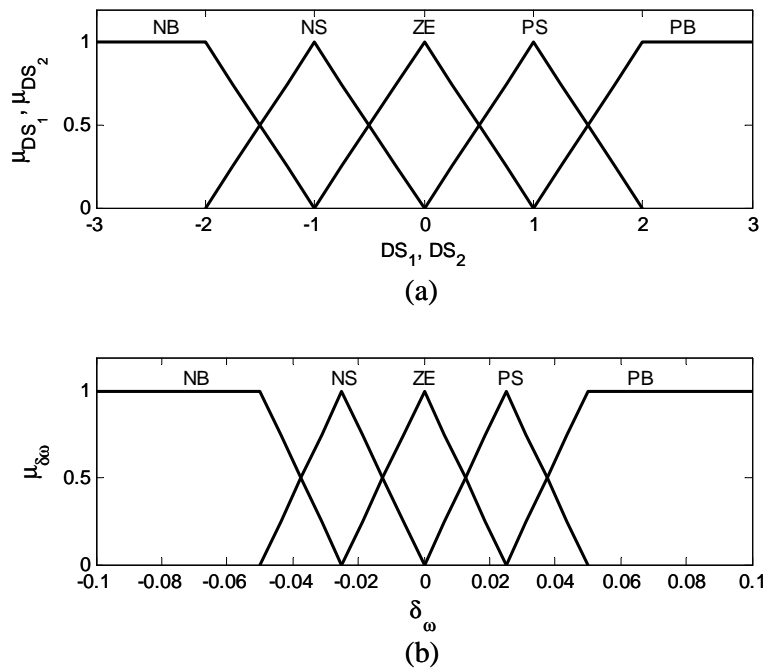 NB NS ZE PS PB
1
0.5
0
μDS1 , μDS2
-3 -2 -1 0 1 2 3
DS1, DS2
(a)
NB NS ZE PS PB
1
0.5
0
μδω
-0.1 -0.08 -0.06 -0.04 -0.02 0 0.02 0.04 0.06 0.08 0.1
δω
(b)